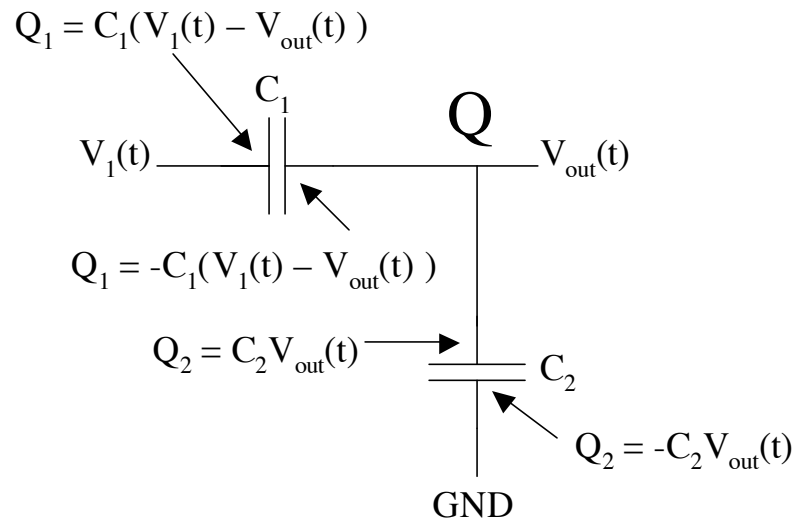 Q₁ = C₁(V₁(t) – Vₒᵤₜ(t) )
C₁
Q
V₁(t)
Vₒᵤₜ(t)
Q₁ = -C₁(V₁(t) – Vₒᵤₜ(t) )
Q₂ = C₂Vₒᵤₜ(t)
C₂
Q₂ = -C₂Vₒᵤₜ(t)
GND